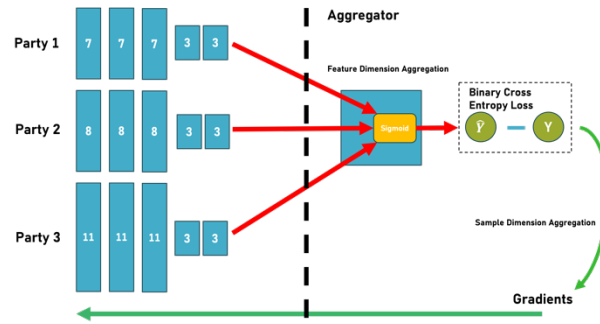 Aggregator
Party 1
7 7 7 3 3
Feature Dimension Aggregation
Party 2
8 8 8 3 3
Sigmoid
Binary Cross
Entropy Loss
Ŷ Y
Party 3
11 11 11 3 3
Sample Dimension Aggregation
Gradients